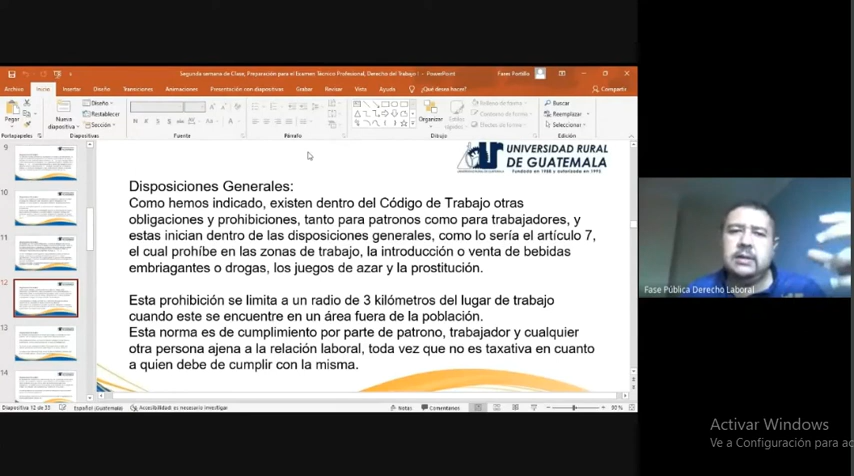 Segunda semana de Clase, Preparación para el Examen Técnico Profesional, Derecho del Trabajo I - PowerPoint
Fases Portilla
Archivo Inicio Insertar Diseño Transiciones Animaciones Presentación con diapositivas Grabar Revisar Vista Ayuda ¿Qué desea hacer? Compartir
Pegar
Nueva diapositiva
Diseño
Restablecer
Sección
Organizar
Estilos rápidos
Relleno de forma
Contorno de forma
Efectos de forma
Buscar
Reemplazar
Seleccionar
Portapapeles Diapositivas Fuente Párrafo Dibujo Edición
9
10
11
12
13
14
UNIVERSIDAD RURAL
DE GUATEMALA
Disposiciones Generales:
Como hemos indicado, existen dentro del Código de Trabajo otras
obligaciones y prohibiciones, tanto para patronos como para trabajadores, y
estas inician dentro de las disposiciones generales, como lo sería el artículo 7,
el cual prohíbe en las zonas de trabajo, la introducción o venta de bebidas
embriagantes o drogas, los juegos de azar y la prostitución.
Esta prohibición se limita a un radio de 3 kilómetros del lugar de trabajo
cuando este se encuentre en un área fuera de la población.
Esta norma es de cumplimiento por parte de patrono, trabajador y cualquier
otra persona ajena a la relación laboral, toda vez que no es taxativa en cuanto
a quien debe de cumplir con la misma.
Diapositiva 12 de 35 Español (Guatemala) Accesibilidad: es necesario investigar Notas Comentarios 90%
Fase Pública Derecho Laboral
Activar Windows
Ve a Configuración para ac